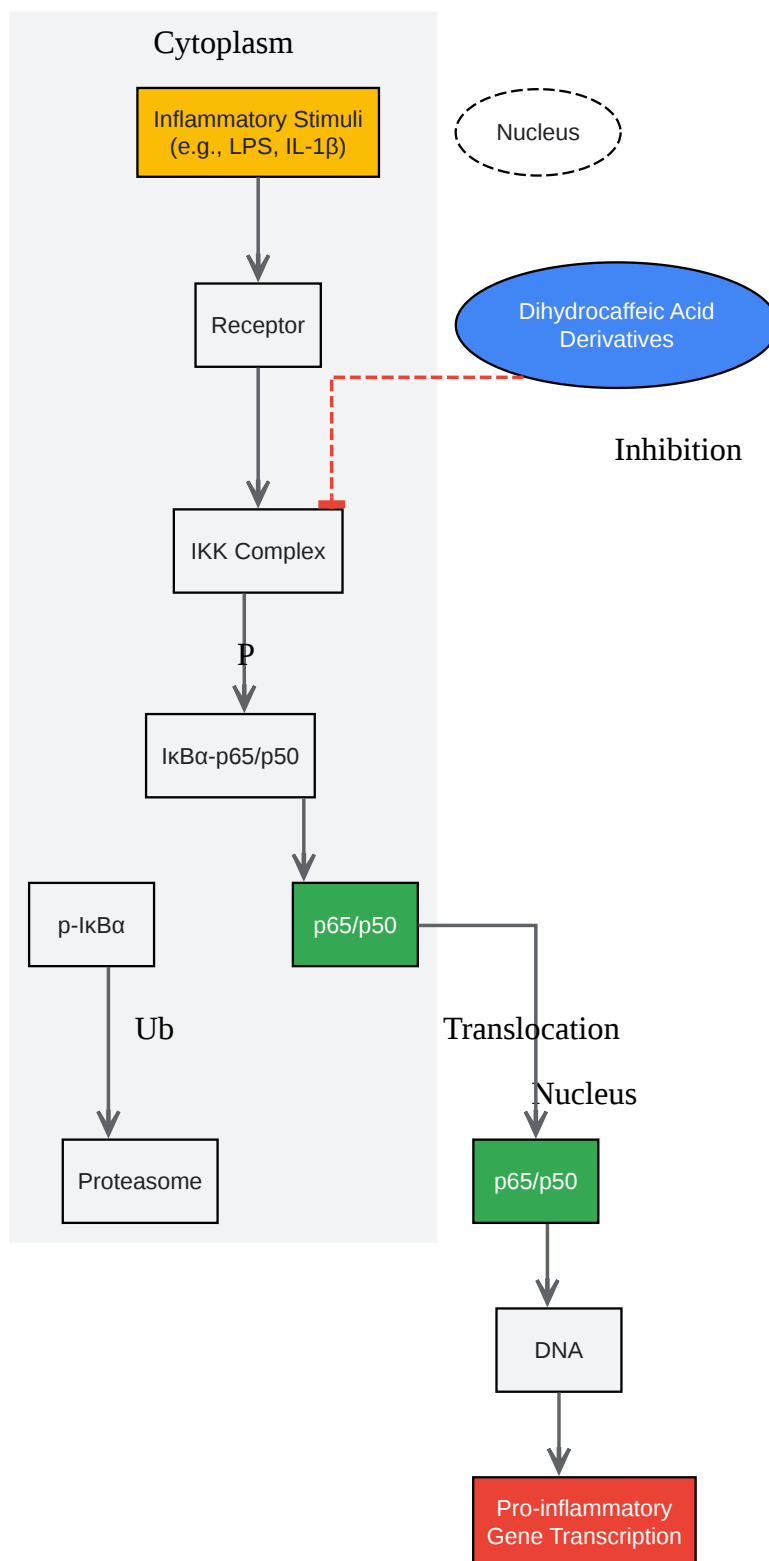 Cytoplasm
Inflammatory Stimuli
(e.g., LPS, IL-1β)
Nucleus
Receptor
Dihydrocaffeic Acid
Derivatives
Inhibition
IKK Complex
P
IκBα-p65/p50
p-IκBα
p65/p50
Ub
Translocation
Nucleus
Proteasome
p65/p50
DNA
Pro-inflammatory
Gene Transcription